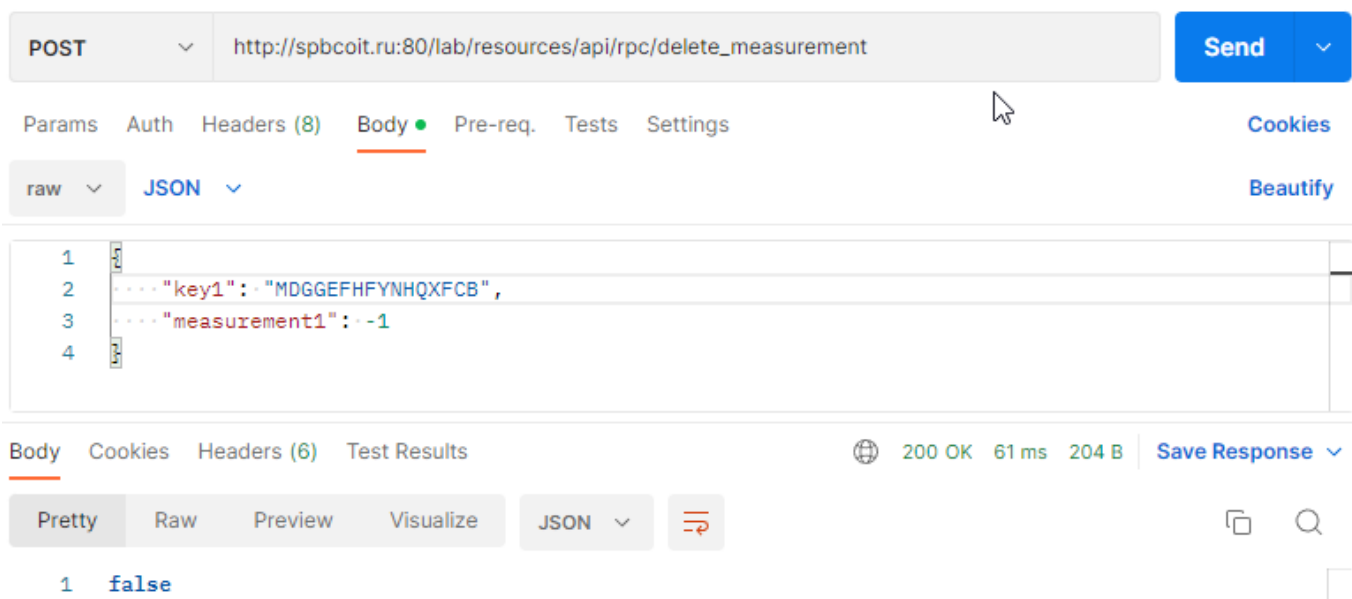 POST http://spbcoit.ru:80/lab/resources/api/rpc/delete_measurement Send
Params Auth Headers (8) Body Pre-req. Tests Settings Cookies
raw JSON Beautify
1 {
2 "key1": "MDGGEFHFYNHQXFCB",
3 "measurement1": -1
4 }
Body Cookies Headers (6) Test Results 200 OK 61 ms 204 B Save Response
Pretty Raw Preview Visualize JSON
1 false